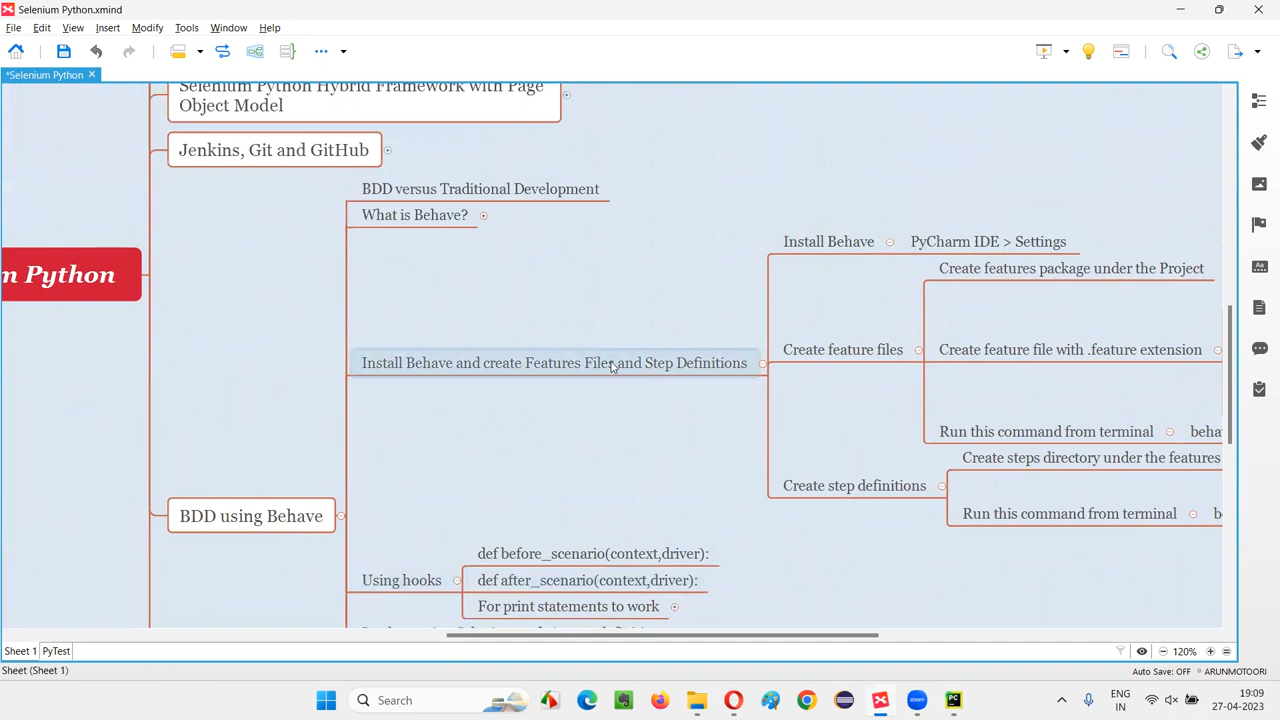 Selenium Python.xmind
File Edit View Insert Modify Tools Window Help
*Selenium Python
Selenium Python Hybrid Framework with Page
Object Model
Jenkins, Git and GitHub
BDD versus Traditional Development
What is Behave?
Install Behave PyCharm IDE > Settings
m Python
Create features package under the Project
Create feature files Create feature file with .feature extension
Install Behave and create Features Files and Step Definitions
Run this command from terminal beha
Create steps directory under the features
Create step definitions
BDD using Behave
Run this command from terminal b
def before_scenario(context,driver):
Using hooks def after_scenario(context,driver):
For print statements to work
Sheet 1 PyTest
120%
Sheet (Sheet 1)
Auto Save: OFF ARUNMOTOORI
Search
ENG
IN
19:09
27-04-2023